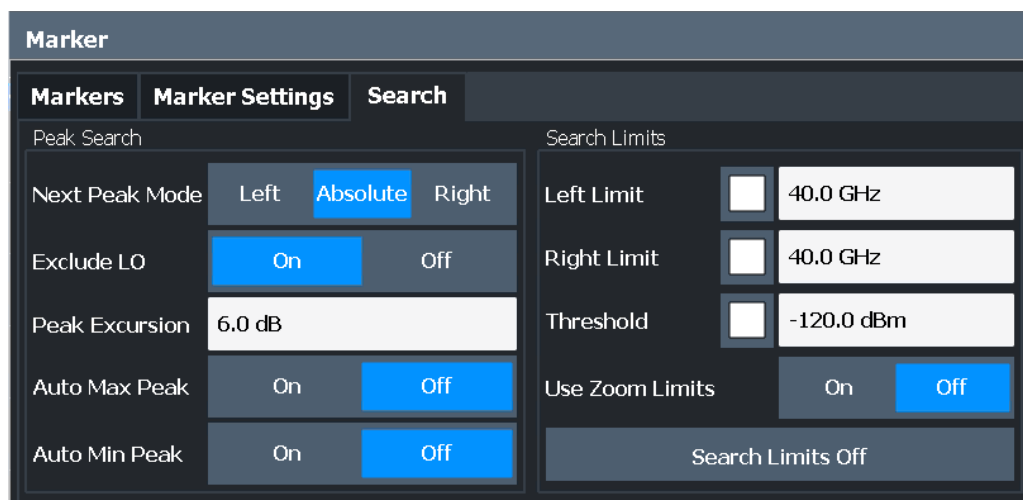 Marker
Markers Marker Settings Search
Peak Search
Next Peak Mode Left Absolute Right
Exclude LO On Off
Peak Excursion 6.0 dB
Auto Max Peak On Off
Auto Min Peak On Off
Search Limits
Left Limit 40.0 GHz
Right Limit 40.0 GHz
Threshold -120.0 dBm
Use Zoom Limits On Off
Search Limits Off